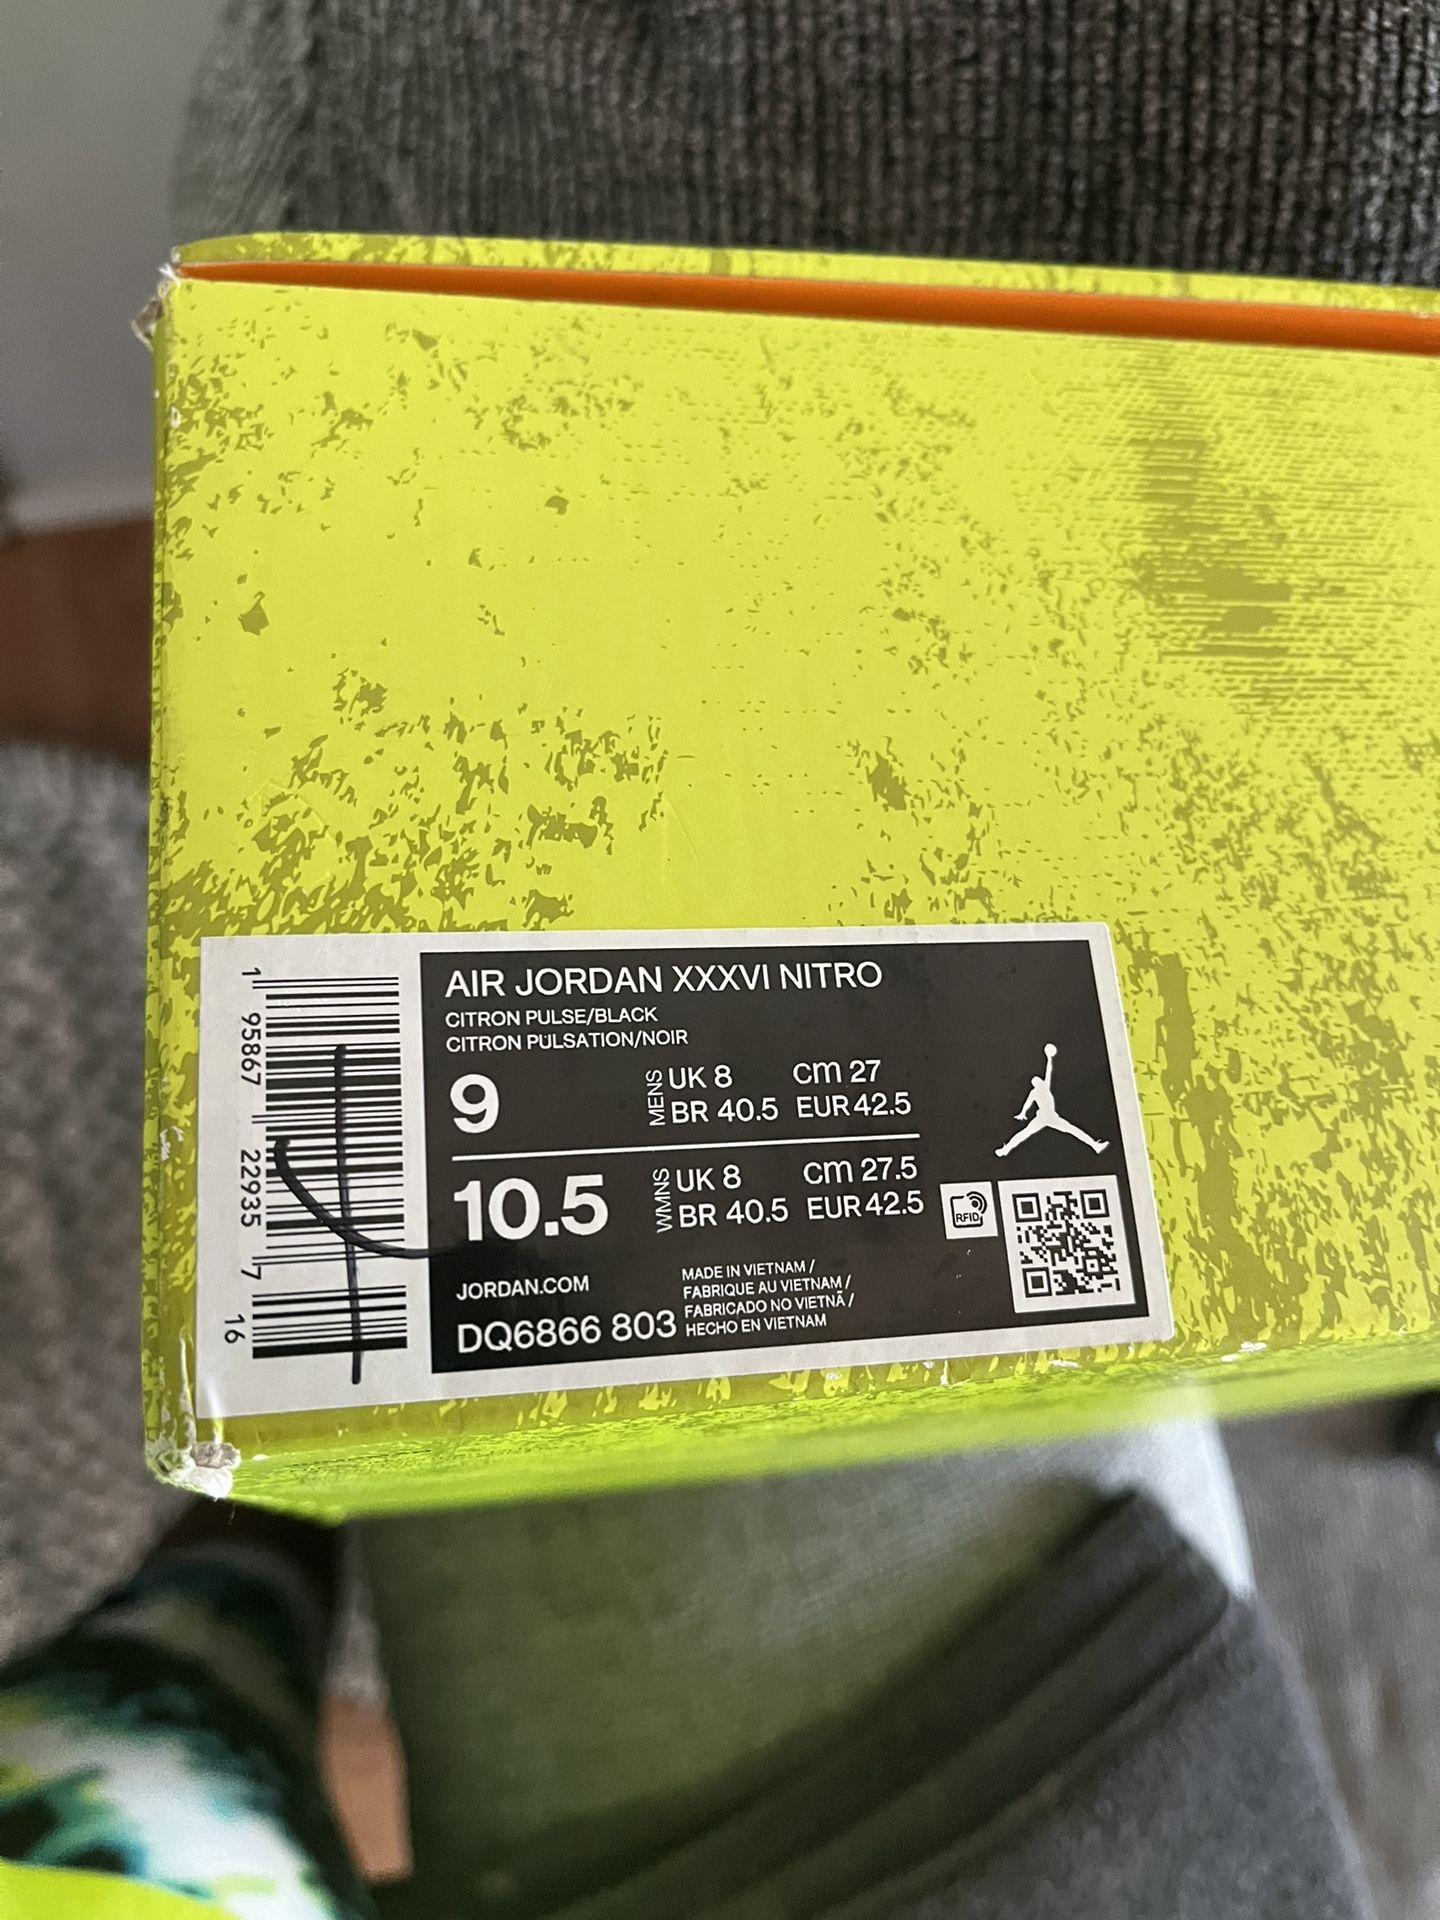 1 95867 22935 7
16
AIR JORDAN XXXVI NITRO
CITRON PULSE/BLACK
CITRON PULSATION/NOIR
9
MENS
UK 8 cm 27
BR 40.5 EUR 42.5
10.5
WMNS
UK 8 cm 27.5
BR 40.5 EUR 42.5
RFID
JORDAN.COM
DQ6866 803
MADE IN VIETNAM /
FABRIQUE AU VIETNAM /
FABRICADO NO VIETNÃ /
HECHO EN VIETNAM